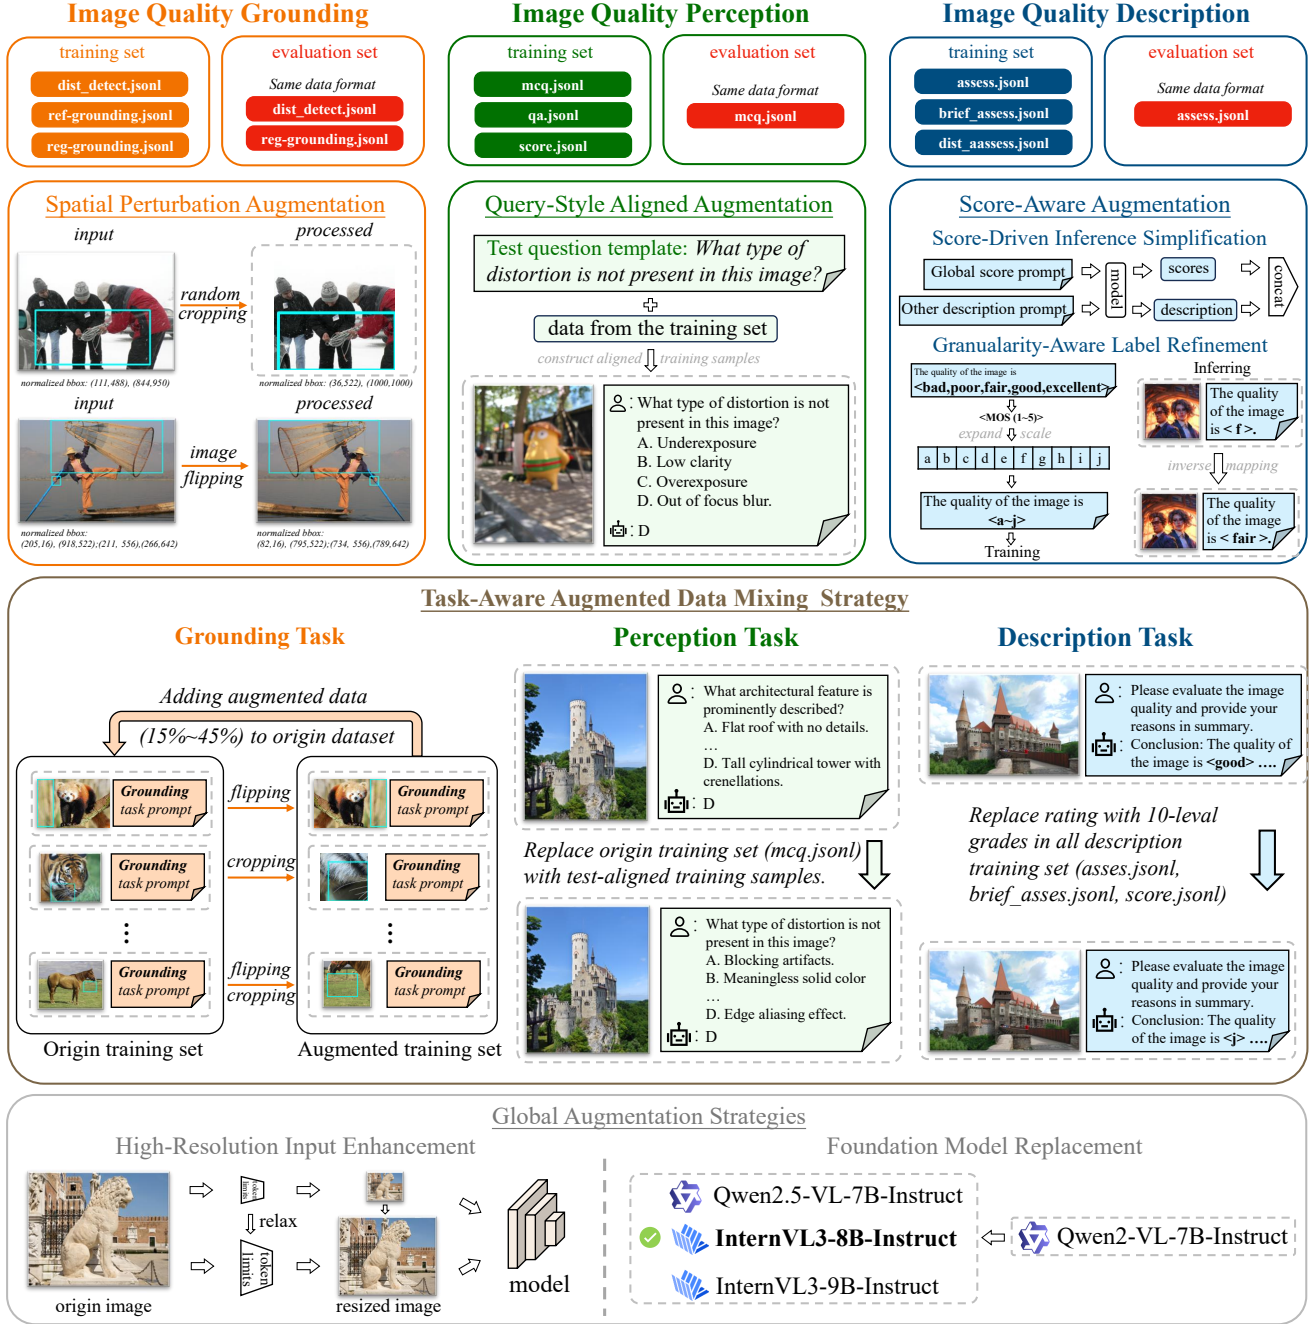 Image Quality Grounding
training set
dist_detect.jsonl
ref-grounding.jsonl
reg-grounding.jsonl
evaluation set
Same data format
dist_detect.jsonl
reg-grounding.jsonl
Image Quality Perception
training set
mcq.jsonl
qa.jsonl
score.jsonl
evaluation set
Same data format
mcq.jsonl
Image Quality Description
training set
assess.jsonl
brief_assess.jsonl
dist_aassess.jsonl
evaluation set
Same data format
assess.jsonl
Spatial Perturbation Augmentation
input
processed
random
cropping
normalized bbox: (111,488), (844,950)
normalized bbox: (36,522), (1000,1000)
input
processed
image
flipping
normalized bbox:
(205,16), (918,522);(211, 556),(266,642)
normalized bbox:
(82,16), (795,522);(734, 556),(789,642)
Query-Style Aligned Augmentation
Test question template: What type of
distortion is not present in this image?
data from the training set
construct aligned training samples
: What type of distortion is not
present in this image?
A. Underexposure
B. Low clarity
C. Overexposure
D. Out of focus blur.
: D
Score-Aware Augmentation
Score-Driven Inference Simplification
Global score prompt
Other description prompt
model
scores
description
concat
Granualarity-Aware Label Refinement
The quality of the image is
<bad,poor,fair,good,excellent>
<MOS (1~5)>
expand scale
a b c d e f g h i j
The quality of the image is
<a~j>
Training
Inferring
The quality
of the image
is < f >.
inverse mapping
The quality
of the image
is < fair >.
Task-Aware Augmented Data Mixing Strategy
Grounding Task
Adding augmented data
(15%~45%) to origin dataset
Grounding
task prompt
flipping
Grounding
task prompt
Grounding
task prompt
cropping
Grounding
task prompt
Grounding
task prompt
flipping
cropping
Grounding
task prompt
Origin training set
Augmented training set
Perception Task
: What architectural feature is
prominently described?
A. Flat roof with no details.
…
D. Tall cylindrical tower with
crenellations.
: D
Replace origin training set (mcq.jsonl)
with test-aligned training samples.
: What type of distortion is not
present in this image?
A. Blocking artifacts.
B. Meaningless solid color
…
D. Edge aliasing effect.
: D
Description Task
: Please evaluate the image
quality and provide your
reasons in summary.
: Conclusion: The quality of
the image is <good> ….
Replace rating with 10-leval
grades in all description
training set (asses.jsonl,
brief_asses.jsonl, score.jsonl)
: Please evaluate the image
quality and provide your
reasons in summary.
: Conclusion: The quality
of the image is <j> ….
Global Augmentation Strategies
High-Resolution Input Enhancement
token
limits
relax
token
limits
origin image
resized image
model
Foundation Model Replacement
Qwen2.5-VL-7B-Instruct
InternVL3-8B-Instruct
InternVL3-9B-Instruct
Qwen2-VL-7B-Instruct